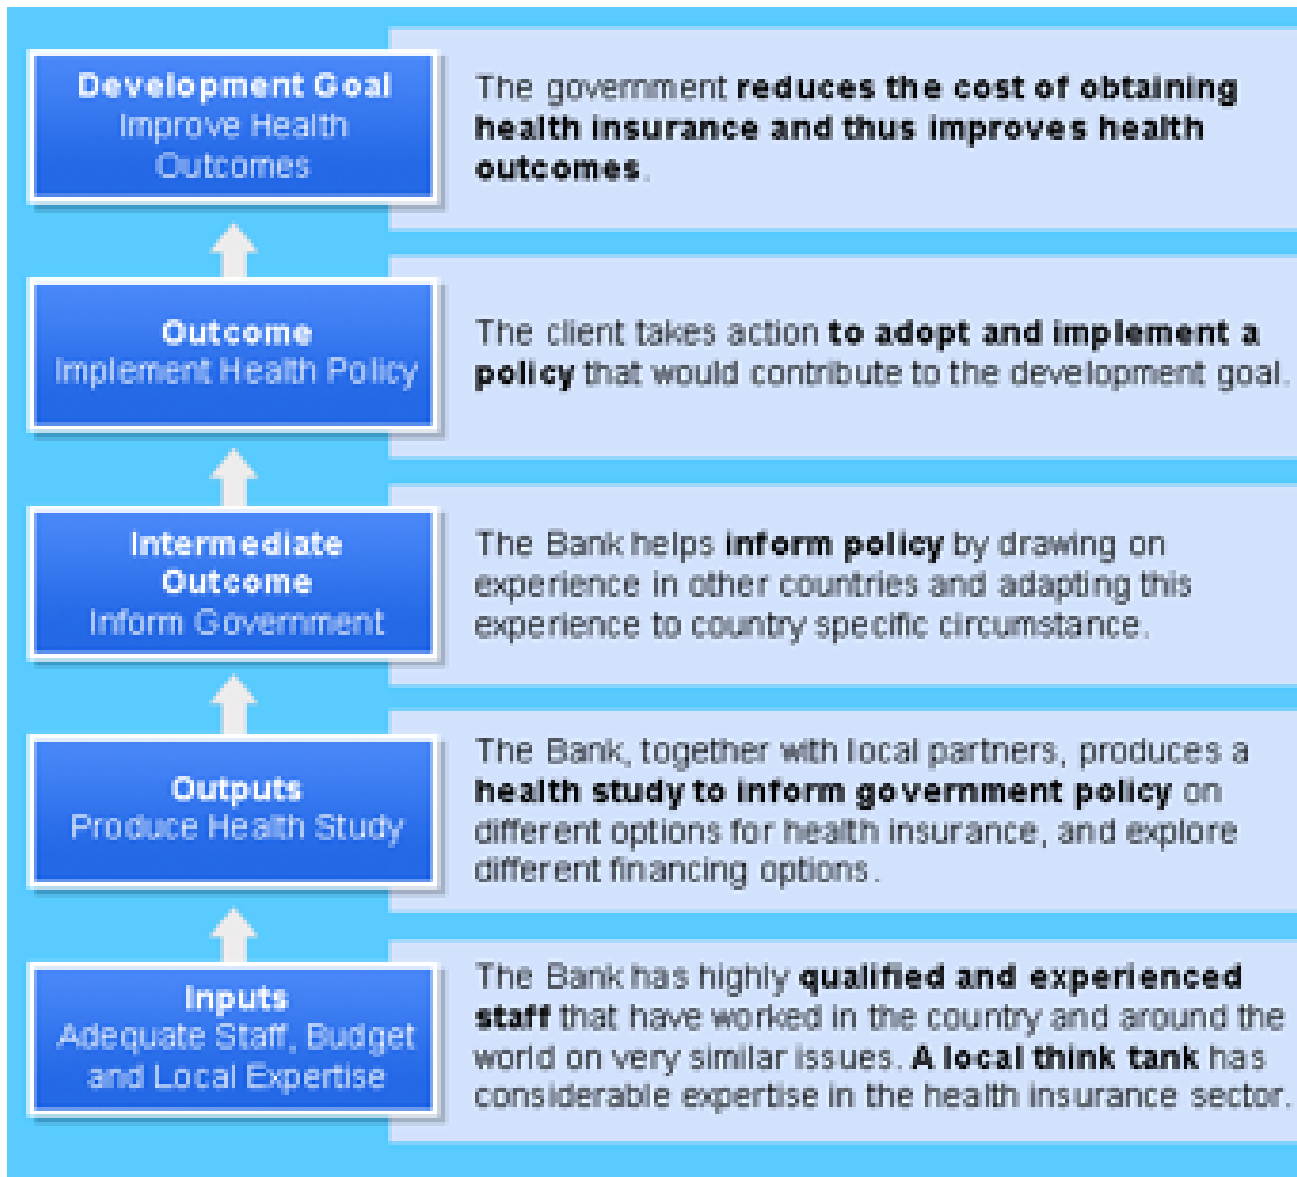 Development Goal
Improve Health
Outcomes
The government reduces the cost of obtaining
health insurance and thus improves health
outcomes.
Outcome
Implement Health Policy
The client takes action to adopt and implement a
policy that would contribute to the development goal.
Intermediate
Outcome
Inform Government
The Bank helps inform policy by drawing on
experience in other countries and adapting this
experience to country specific circumstance.
Outputs
Produce Health Study
The Bank, together with local partners, produces a
health study to inform government policy on
different options for health insurance, and explore
different financing options.
Inputs
Adequate Staff, Budget
and Local Expertise
The Bank has highly qualified and experienced
staff that have worked in the country and around the
world on very similar issues. A local think tank has
considerable expertise in the health insurance sector.